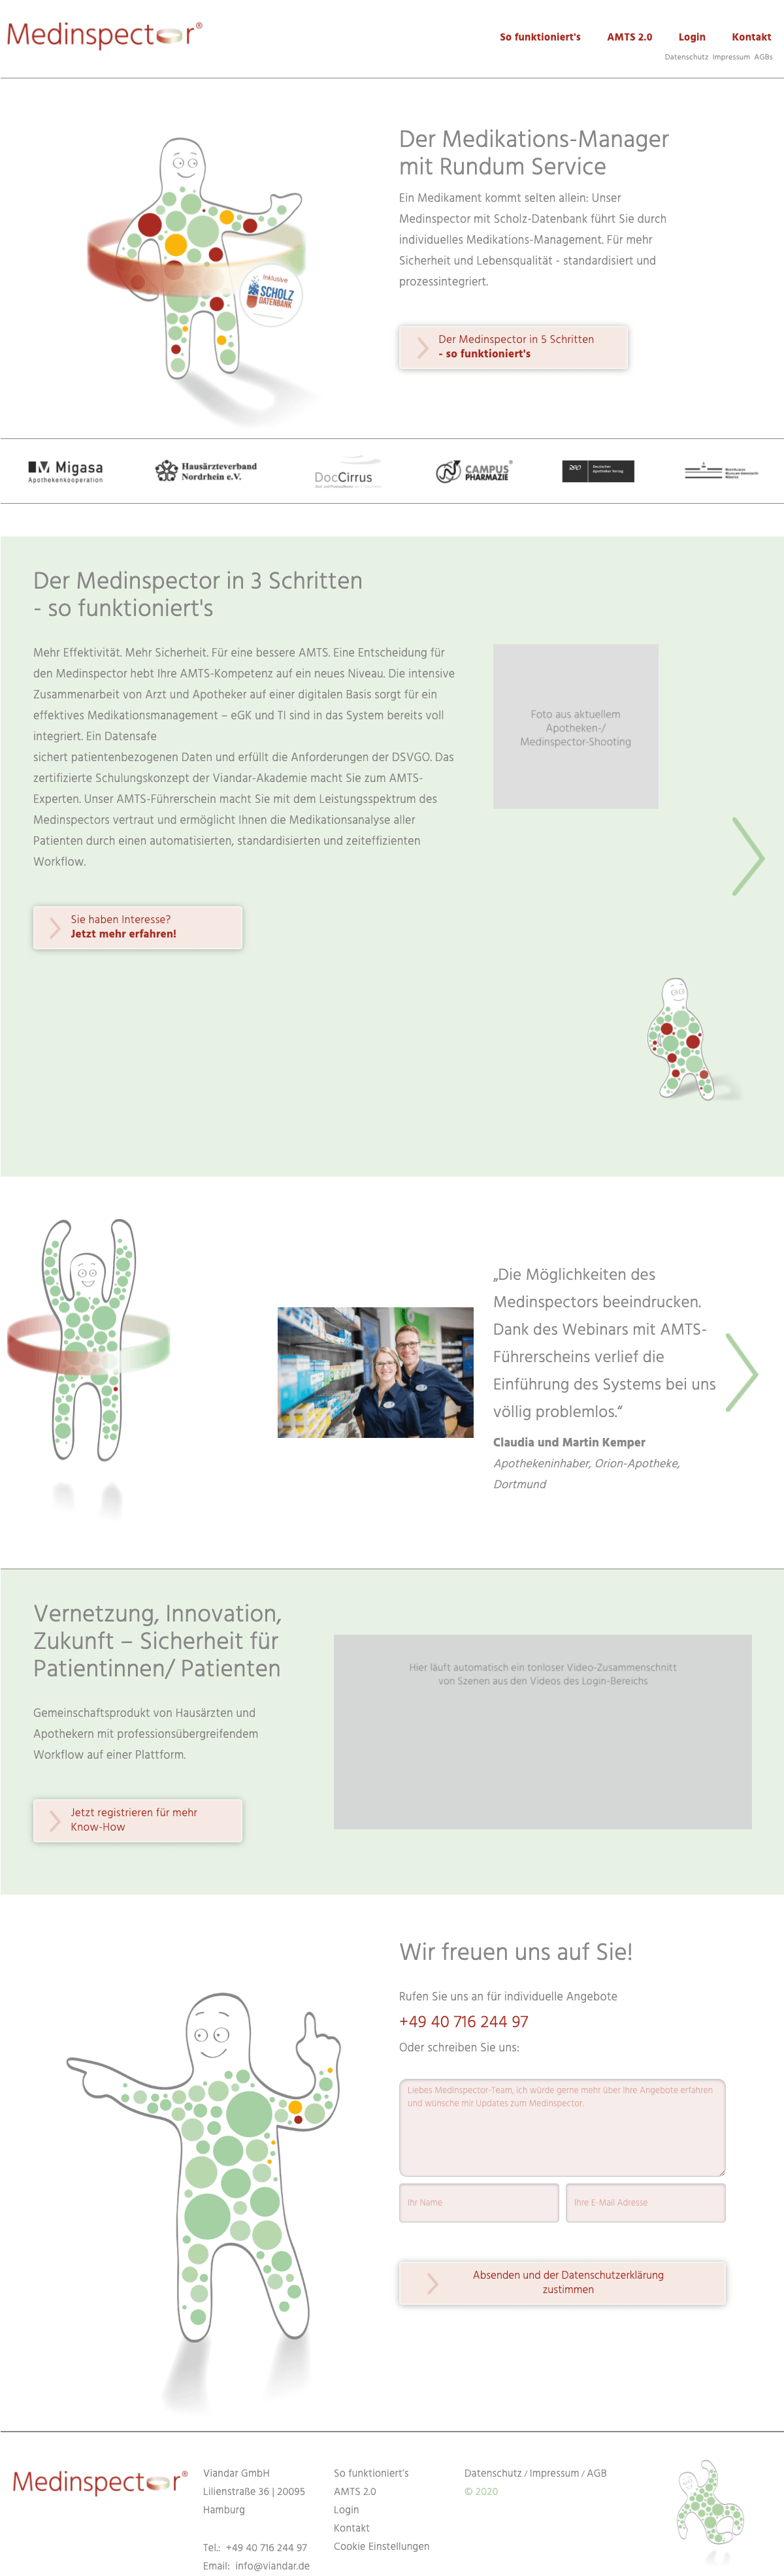 Medinspector®
So funktioniert's AMTS 2.0 Login Kontakt
Datenschutz Impressum AGBs
Der Medikations-Manager
mit Rundum Service
Ein Medikament kommt selten allein: Unser
Medinspector mit Scholz-Datenbank führt Sie durch
individuelles Medikations-Management. Für mehr
Sicherheit und Lebensqualität - standardisiert und
prozessintegriert.
Inklusive
SCHOLZ
DATENBANK
Der Medinspector in 5 Schritten
- so funktioniert's
Migasa
Apothekenkooperation
Hausärzteverband
Nordrhein e.V.
DocCirrus
CAMPUS®
PHARMAZIE
Deutscher
Apotheker Verlag
Der Medinspector in 3 Schritten
- so funktioniert's
Mehr Effektivität. Mehr Sicherheit. Für eine bessere AMTS. Eine Entscheidung für
den Medinspector hebt Ihre AMTS-Kompetenz auf ein neues Niveau. Die intensive
Zusammenarbeit von Arzt und Apotheker auf einer digitalen Basis sorgt für ein
effektives Medikationsmanagement – eGK und TI sind in das System bereits voll
integriert. Ein Datensafe
sichert patientenbezogenen Daten und erfüllt die Anforderungen der DSVGO. Das
zertifizierte Schulungskonzept der Viandar-Akademie macht Sie zum AMTS-
Experten. Unser AMTS-Führerschein macht Sie mit dem Leistungsspektrum des
Medinspectors vertraut und ermöglicht Ihnen die Medikationsanalyse aller
Patienten durch einen automatisierten, standardisierten und zeiteffizienten
Workflow.
Foto aus aktuellem
Apotheken-/
Medinspector-Shooting
Sie haben Interesse?
Jetzt mehr erfahren!
„Die Möglichkeiten des
Medinspectors beeindrucken.
Dank des Webinars mit AMTS-
Führerscheins verlief die
Einführung des Systems bei uns
völlig problemlos.“
Claudia und Martin Kemper
Apothekeninhaber, Orion-Apotheke,
Dortmund
Vernetzung, Innovation,
Zukunft – Sicherheit für
Patientinnen/ Patienten
Gemeinschaftsprodukt von Hausärzten und
Apothekern mit professionsübergreifendem
Workflow auf einer Plattform.
Hier läuft automatisch ein tonloser Video-Zusammenschnitt
von Szenen aus den Videos des Login-Bereichs
Jetzt registrieren für mehr
Know-How
Wir freuen uns auf Sie!
Rufen Sie uns an für individuelle Angebote
+49 40 716 244 97
Oder schreiben Sie uns:
Liebes Medinspector-Team, ich würde gerne mehr über Ihre Angebote erfahren
und wünsche mir Updates zum Medinspector.
Ihr Name
Ihre E-Mail Adresse
Absenden und der Datenschutzerklärung
zustimmen
Medinspector®
Viandar GmbH
Lilienstraße 36 | 20095
Hamburg
Tel.: +49 40 716 244 97
Email: info@viandar.de
So funktioniert's
AMTS 2.0
Login
Kontakt
Cookie Einstellungen
Datenschutz / Impressum / AGB
© 2020